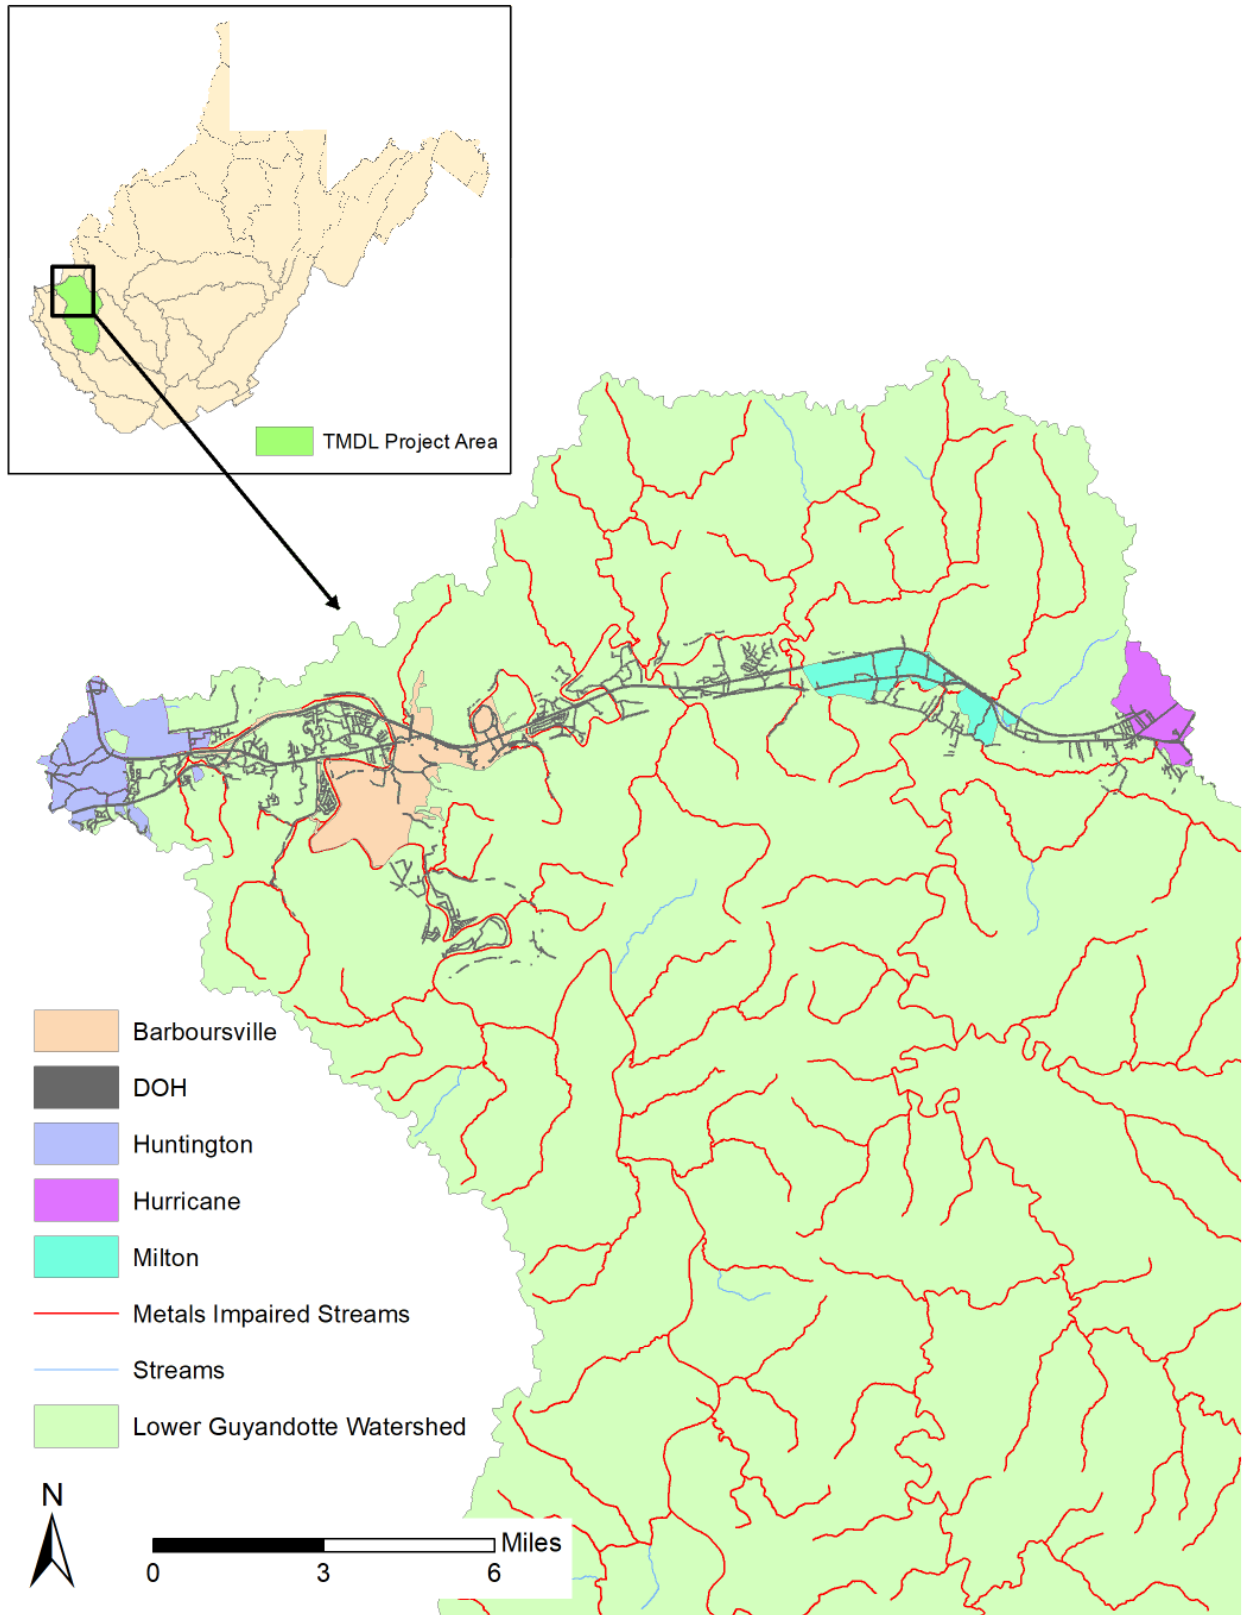 TMDL Project Area
Barboursville
DOH
Huntington
Hurricane
Milton
Metals Impaired Streams
Streams
Lower Guyandotte Watershed
N
Miles
0 3 6